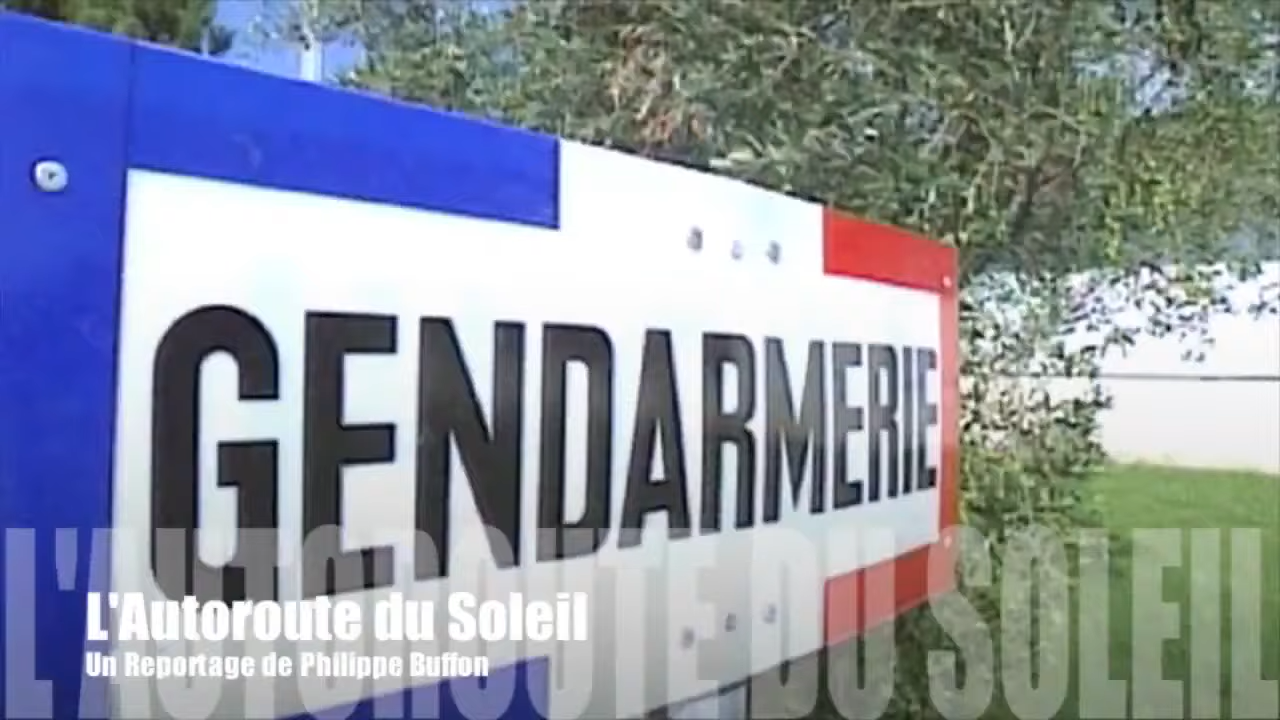 GENDARMERIE
L'AUTOROUTE DU SOLEIL
L'Autoroute du Soleil
Un Reportage de Philippe Buffon